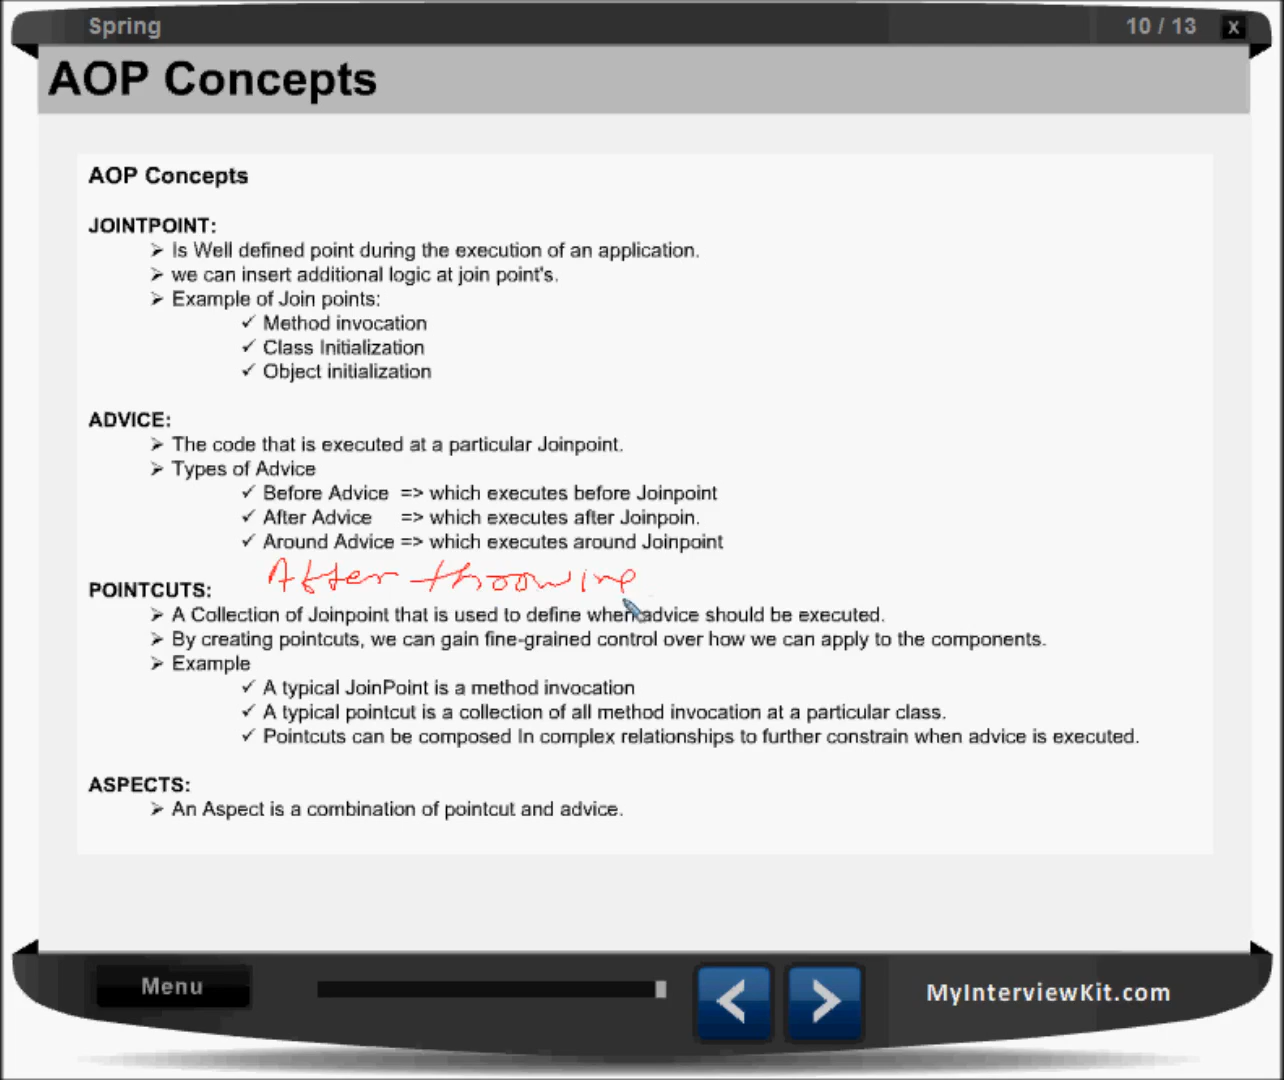 Spring 10 / 13 x
AOP Concepts
AOP Concepts
JOINTPOINT:
➢ Is Well defined point during the execution of an application.
➢ we can insert additional logic at join point's.
➢ Example of Join points:
✓ Method invocation
✓ Class Initialization
✓ Object initialization
ADVICE:
➢ The code that is executed at a particular Joinpoint.
➢ Types of Advice
✓ Before Advice => which executes before Joinpoint
✓ After Advice => which executes after Joinpoin.
✓ Around Advice => which executes around Joinpoint
After throwing
POINTCUTS:
➢ A Collection of Joinpoint that is used to define when advice should be executed.
➢ By creating pointcuts, we can gain fine-grained control over how we can apply to the components.
➢ Example
✓ A typical JoinPoint is a method invocation
✓ A typical pointcut is a collection of all method invocation at a particular class.
✓ Pointcuts can be composed In complex relationships to further constrain when advice is executed.
ASPECTS:
➢ An Aspect is a combination of pointcut and advice.
Menu < > MyInterviewKit.com